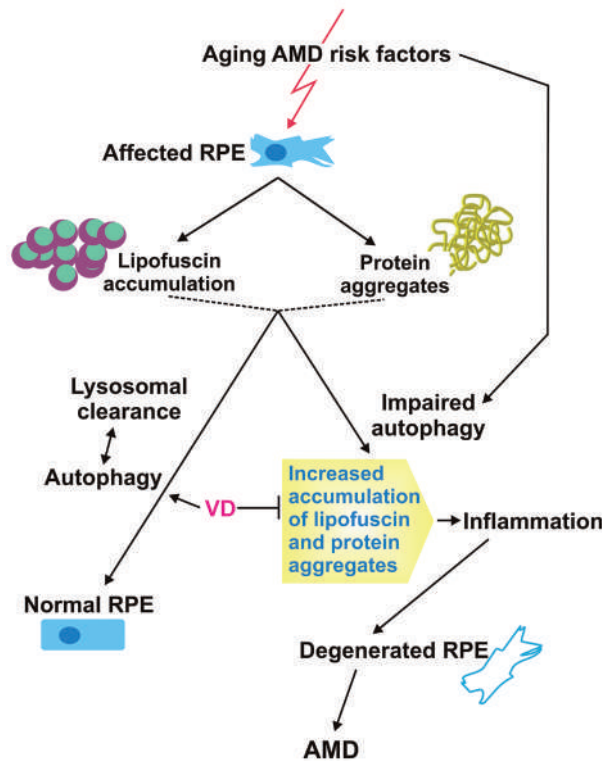 Aging AMD risk factors
Affected RPE
Lipofuscin
accumulation
Protein
aggregates
Lysosomal
clearance
Impaired
autophagy
Autophagy
VD
Increased
accumulation
of lipofuscin
and protein
aggregates
Inflammation
Normal RPE
Degenerated RPE
AMD